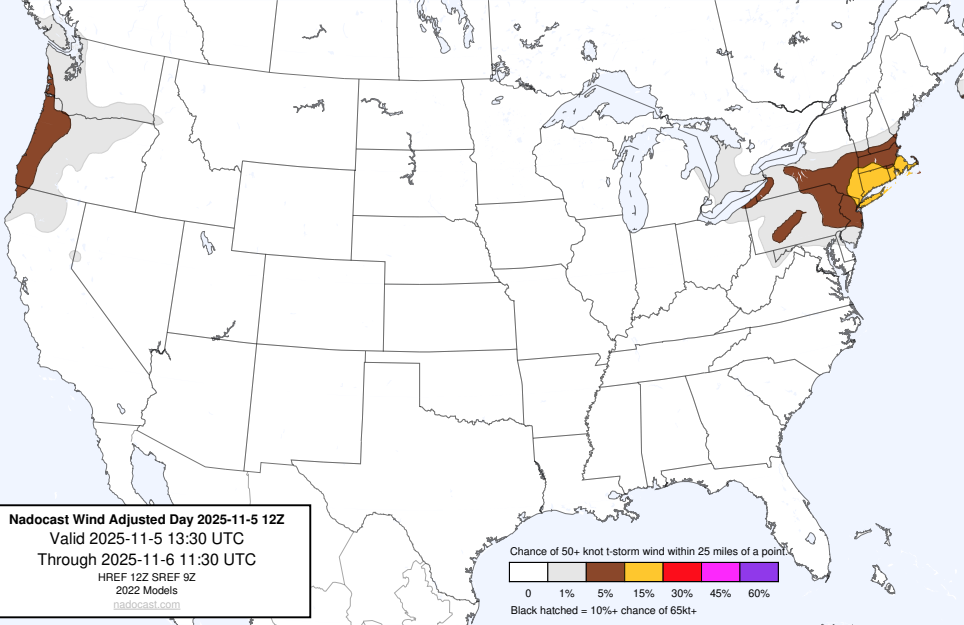 Nadocast Wind Adjusted Day 2025-11-5 12Z
Valid 2025-11-5 13:30 UTC
Through 2025-11-6 11:30 UTC
HREF 12Z SREF 9Z
2022 Models
nadocast.com
Chance of 50+ knot t-storm wind within 25 miles of a point.
0 1% 5% 15% 30% 45% 60%
Black hatched = 10%+ chance of 65kt+